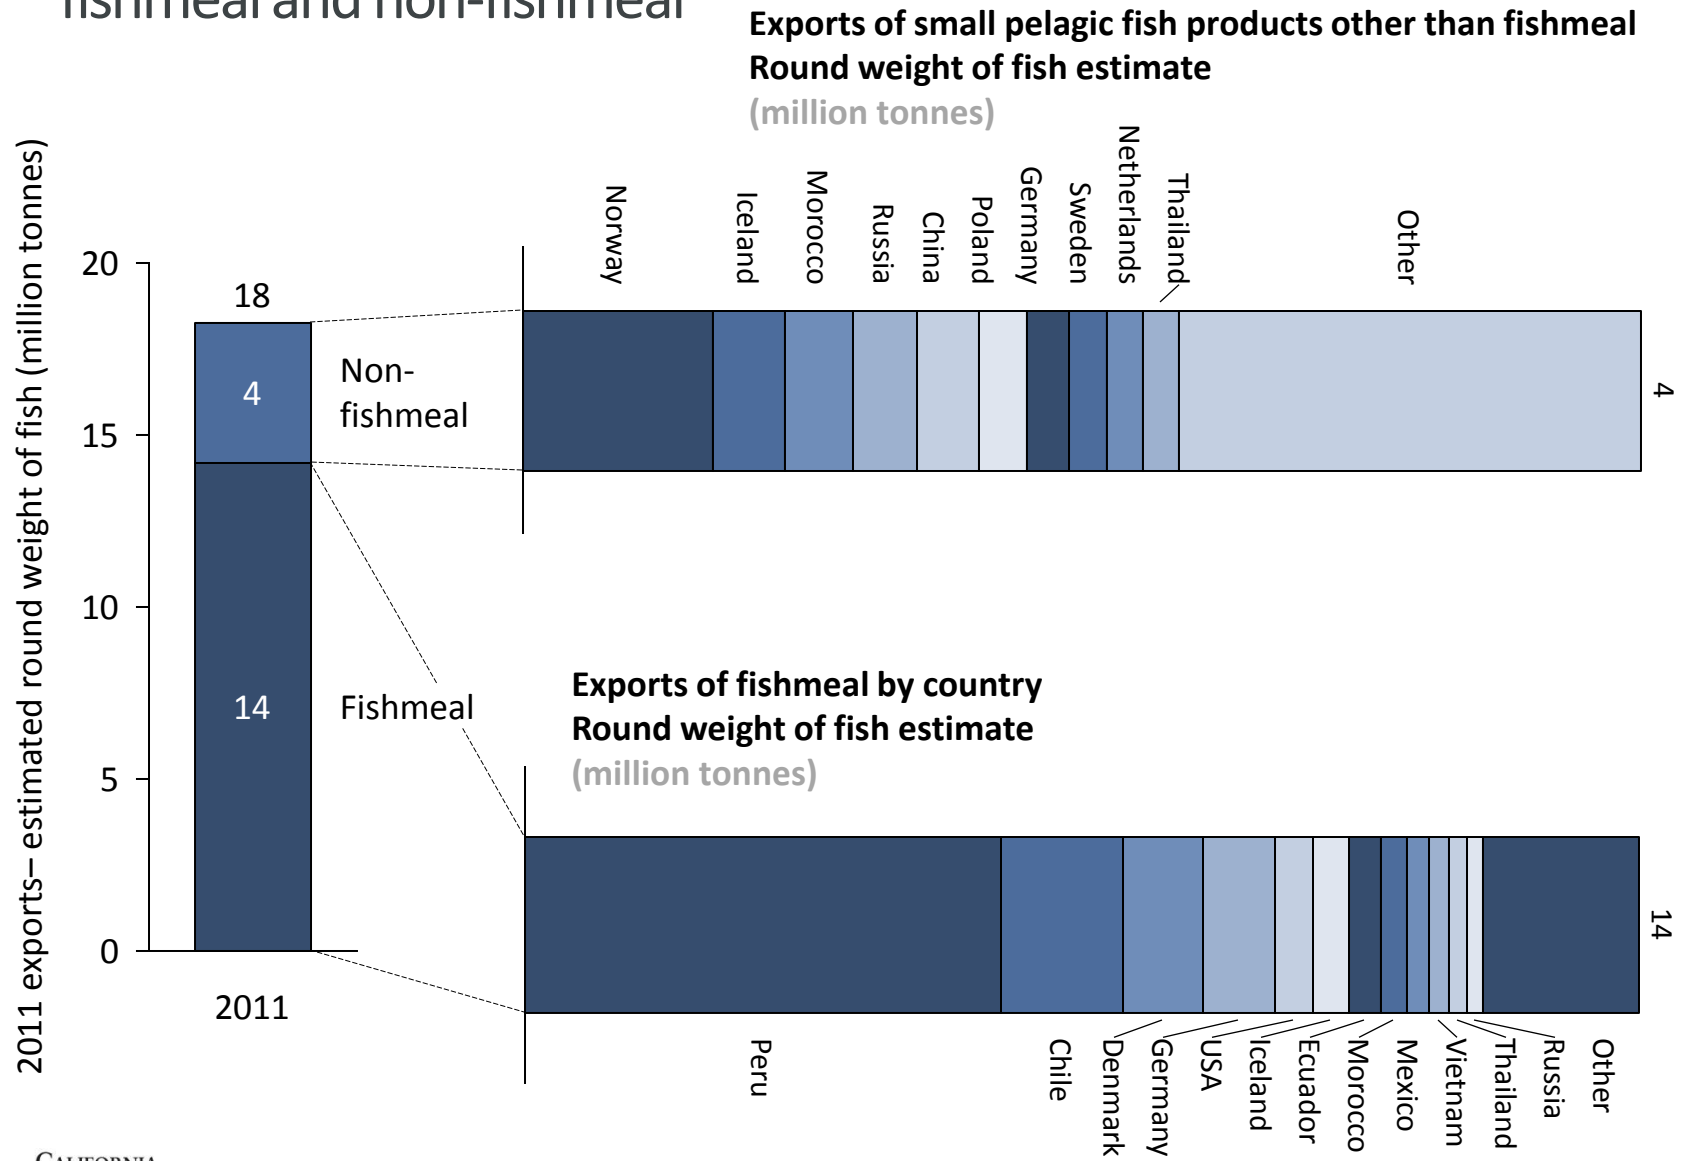 fishmeal and non-fishmeal
Exports of small pelagic fish products other than fishmeal
Round weight of fish estimate
(million tonnes)
2011 exports– estimated round weight of fish (million tonnes)
20
15
10
5
0
18
4
14
2011
Non-
fishmeal
Fishmeal
Norway
Iceland
Morocco
Russia
China
Poland
Germany
Sweden
Netherlands
Thailand
Other
4
Exports of fishmeal by country
Round weight of fish estimate
(million tonnes)
14
Peru
Chile
Denmark
Germany
USA
Iceland
Ecuador
Morocco
Mexico
Vietnam
Thailand
Russia
Other
CALIFORNIA